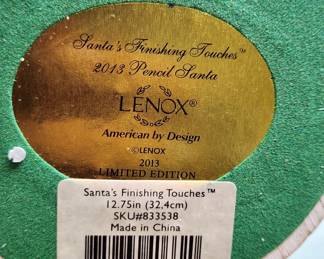 Santa's Finishing Touches™
2013 Pencil Santa
LENOX®
American by Design
©LENOX
2013
LIMITED EDITION
Santa's Finishing Touches™
12.75in (32.4cm)
SKU#833538
Made in China